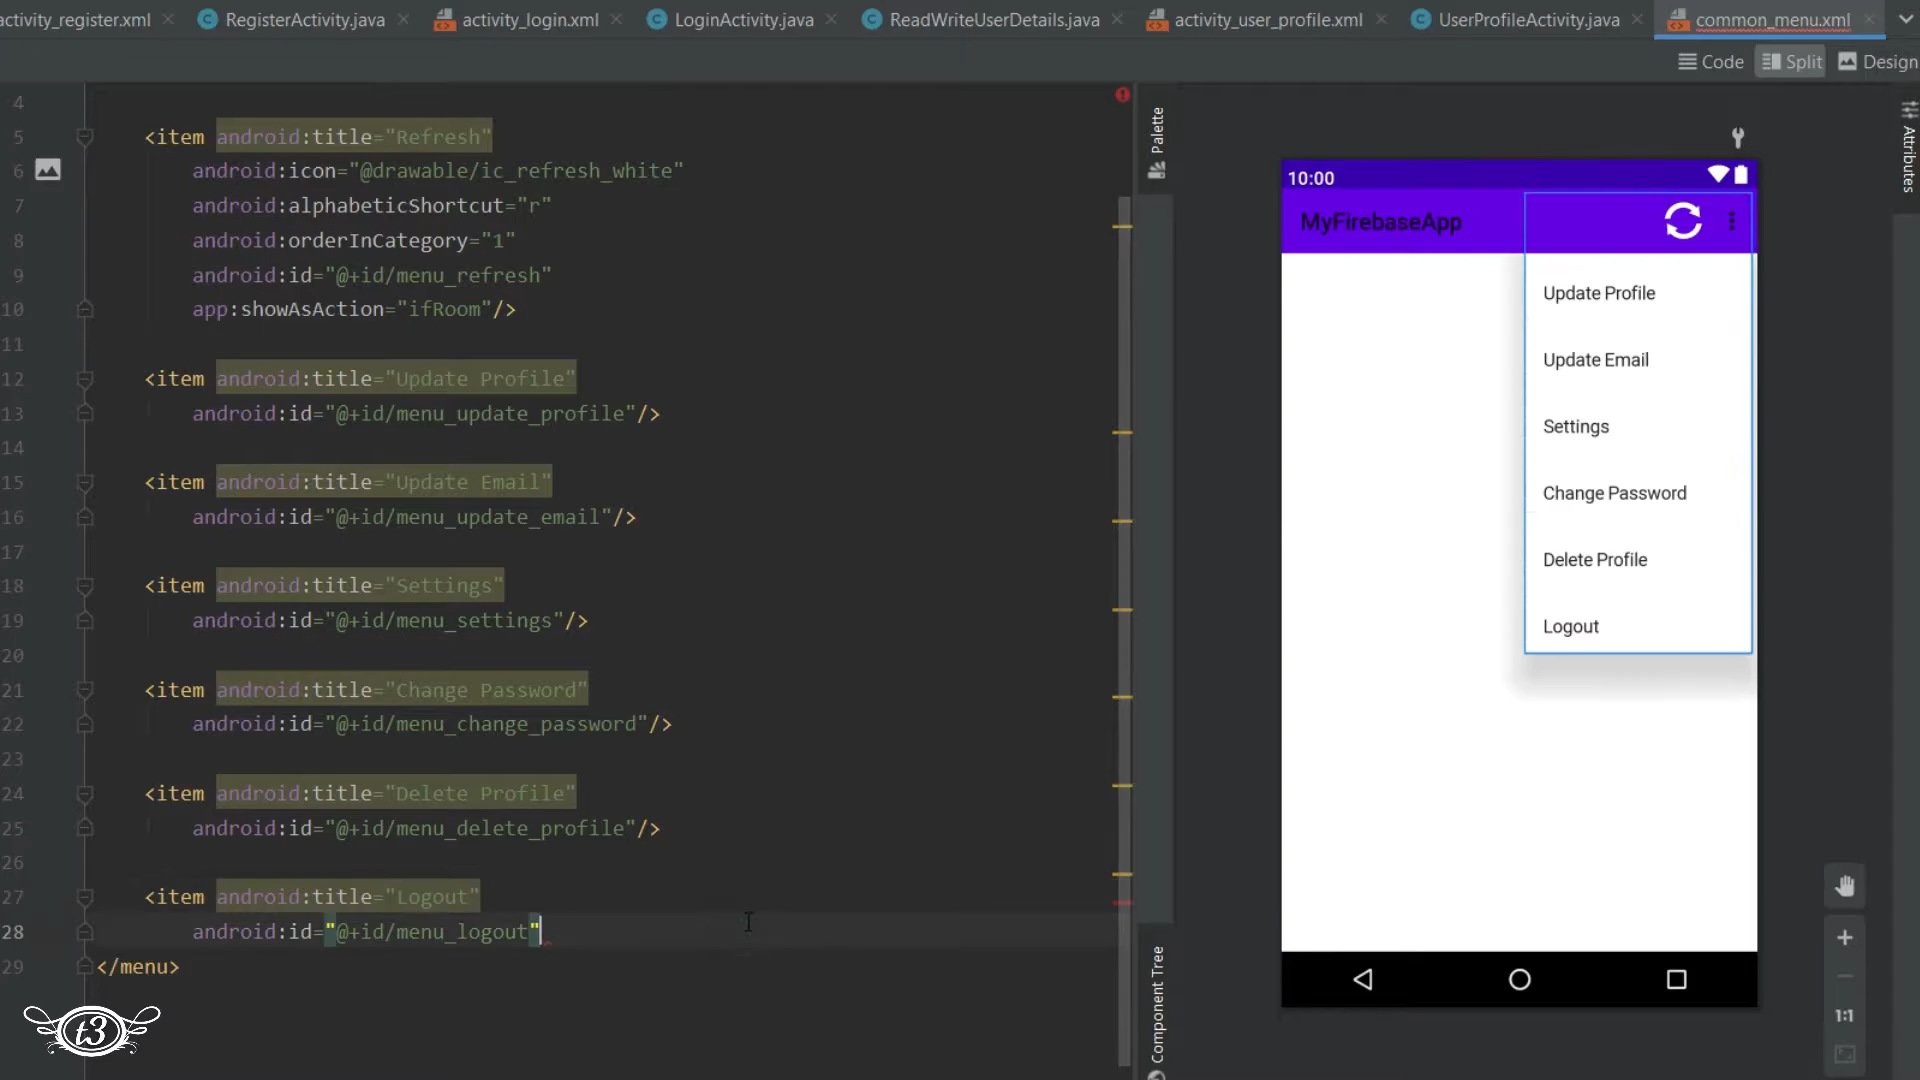 activity_register.xml RegisterActivity.java activity_login.xml LoginActivity.java ReadWriteUserDetails.java activity_user_profile.xml UserProfileActivity.java common_menu.xml
Code Split Design
4
5 <item android:title="Refresh"
6 android:icon="@drawable/ic_refresh_white"
7 android:alphabeticShortcut="r"
8 android:orderInCategory="1"
9 android:id="@+id/menu_refresh"
10 app:showAsAction="ifRoom"/>
11
12 <item android:title="Update Profile"
13 android:id="@+id/menu_update_profile"/>
14
15 <item android:title="Update Email"
16 android:id="@+id/menu_update_email"/>
17
18 <item android:title="Settings"
19 android:id="@+id/menu_settings"/>
20
21 <item android:title="Change Password"
22 android:id="@+id/menu_change_password"/>
23
24 <item android:title="Delete Profile"
25 android:id="@+id/menu_delete_profile"/>
26
27 <item android:title="Logout"
28 android:id="@+id/menu_logout"
29 </menu>
t3
Palette
Component Tree
10:00
MyFirebaseApp
Update Profile
Update Email
Settings
Change Password
Delete Profile
Logout
Attributes
1:1